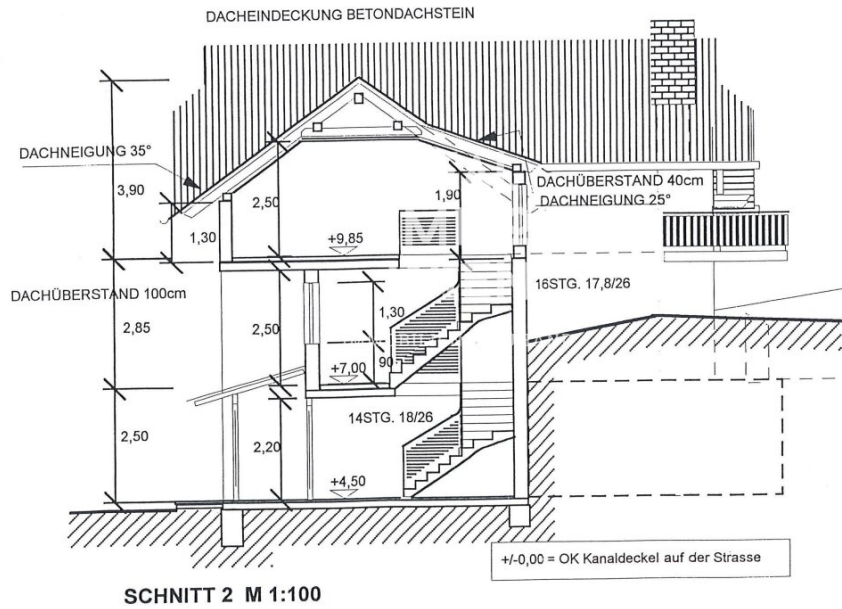 DACHEINDECKUNG BETONDACHSTEIN
DACHNEIGUNG 35°
3,90
2,50
1,90
DACHÜBERSTAND 40cm
DACHNEIGUNG 25°
1,30
+9,85
DACHÜBERSTAND 100cm
16STG. 17,8/26
2,85
2,50
1,30
90
+7,00
14STG. 18/26
2,50
2,20
+4,50
+/-0,00 = OK Kanaldeckel auf der Strasse
SCHNITT 2 M 1:100